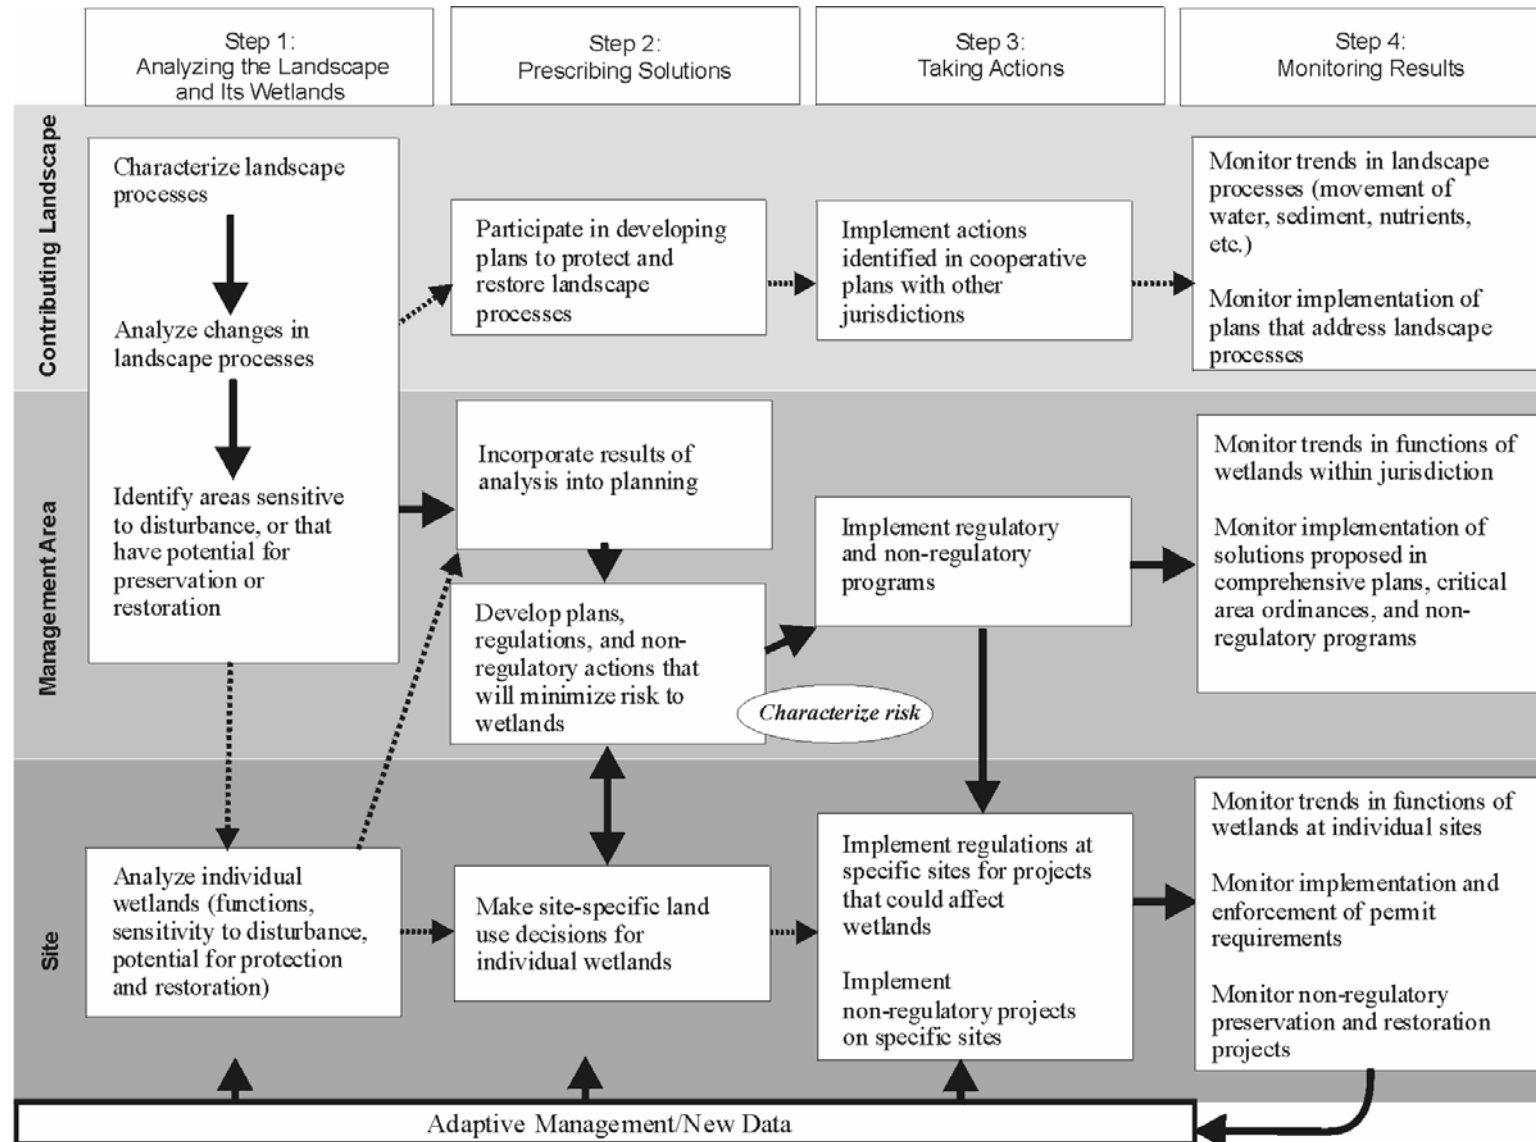 Step 1:
Analyzing the Landscape
and Its Wetlands
Step 2:
Prescribing Solutions
Step 3:
Taking Actions
Step 4:
Monitoring Results
Contributing Landscape
Characterize landscape
processes
Analyze changes in
landscape processes
Identify areas sensitive
to disturbance, or that
have potential for
preservation or
restoration
Participate in developing
plans to protect and
restore landscape
processes
Implement actions
identified in cooperative
plans with other
jurisdictions
Monitor trends in landscape
processes (movement of
water, sediment, nutrients,
etc.)
Monitor implementation of
plans that address landscape
processes
Management Area
Incorporate results of
analysis into planning
Develop plans,
regulations, and non-
regulatory actions that
will minimize risk to
wetlands
Characterize risk
Implement regulatory
and non-regulatory
programs
Monitor trends in functions of
wetlands within jurisdiction
Monitor implementation of
solutions proposed in
comprehensive plans, critical
area ordinances, and non-
regulatory programs
Site
Analyze individual
wetlands (functions,
sensitivity to disturbance,
potential for protection
and restoration)
Make site-specific land
use decisions for
individual wetlands
Implement regulations at
specific sites for projects
that could affect
wetlands
Implement
non-regulatory projects
on specific sites
Monitor trends in functions of
wetlands at individual sites
Monitor implementation and
enforcement of permit
requirements
Monitor non-regulatory
preservation and restoration
projects
Adaptive Management/New Data